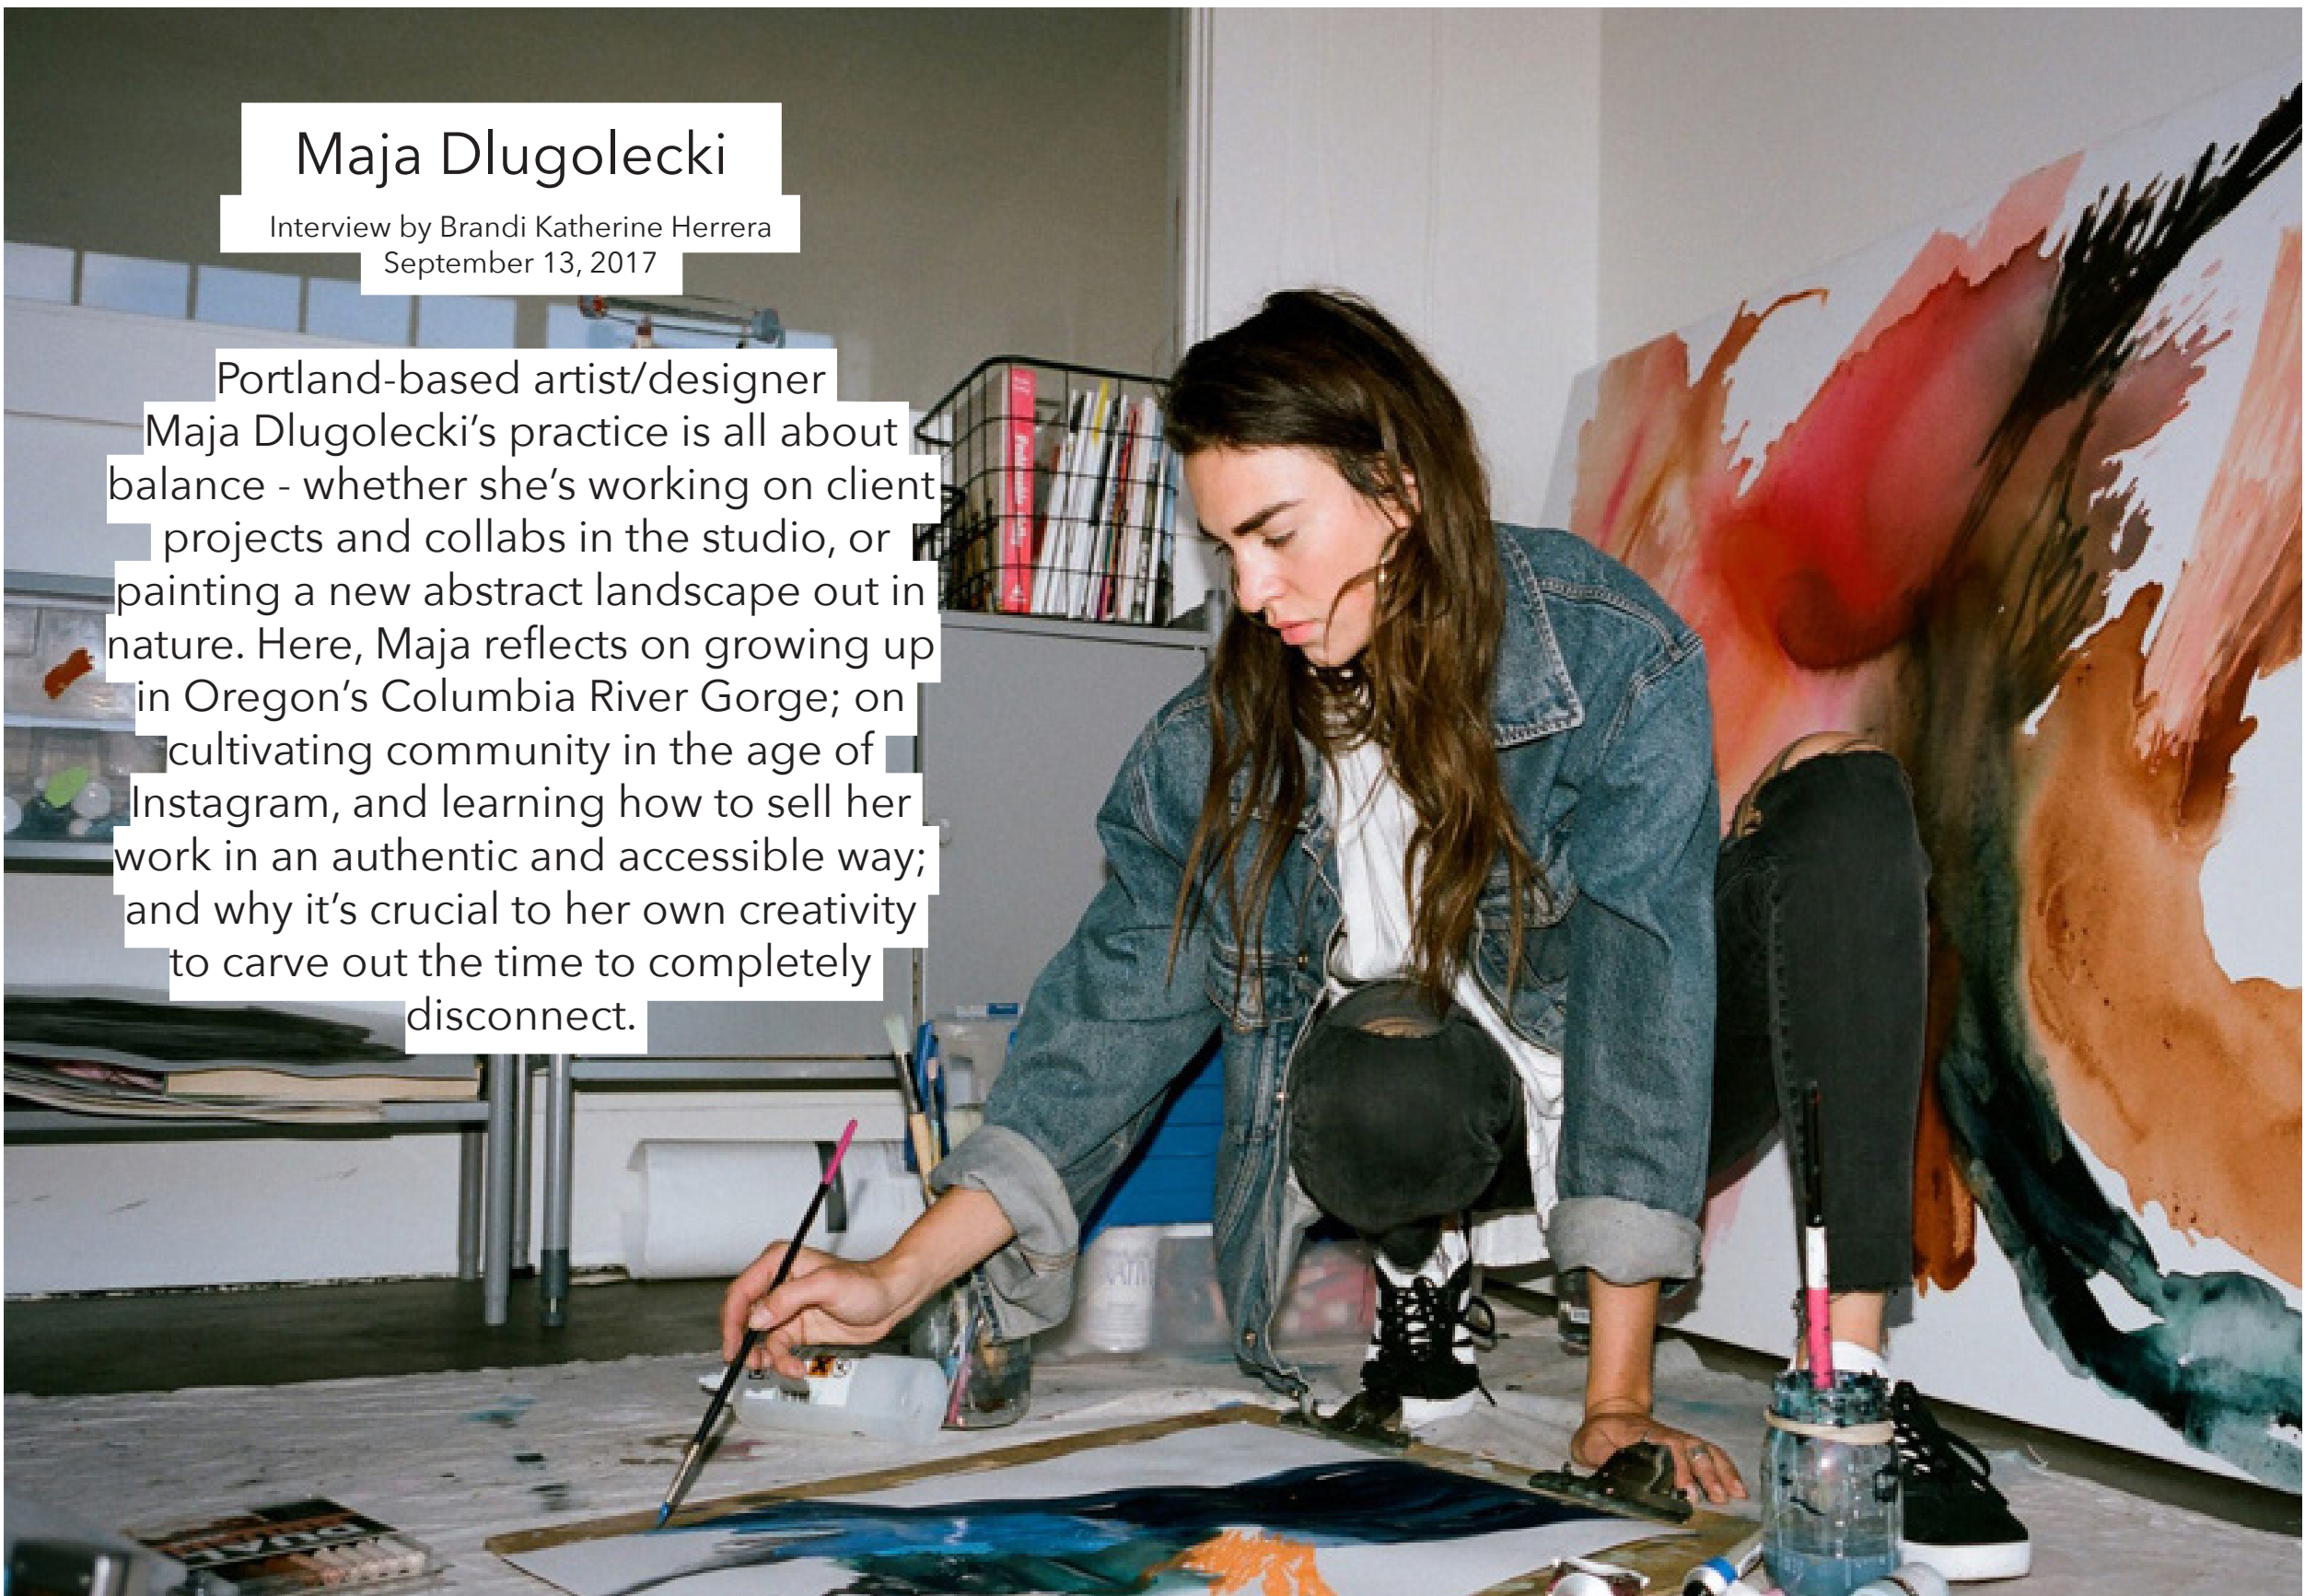 Maja Dlugolecki
Interview by Brandi Katherine Herrera
September 13, 2017
Portland-based artist/designer
Maja Dlugolecki’s practice is all about
balance - whether she’s working on client
projects and collabs in the studio, or
painting a new abstract landscape out in
nature. Here, Maja reflects on growing up
in Oregon’s Columbia River Gorge; on
cultivating community in the age of
Instagram, and learning how to sell her
work in an authentic and accessible way;
and why it’s crucial to her own creativity
to carve out the time to completely
disconnect.